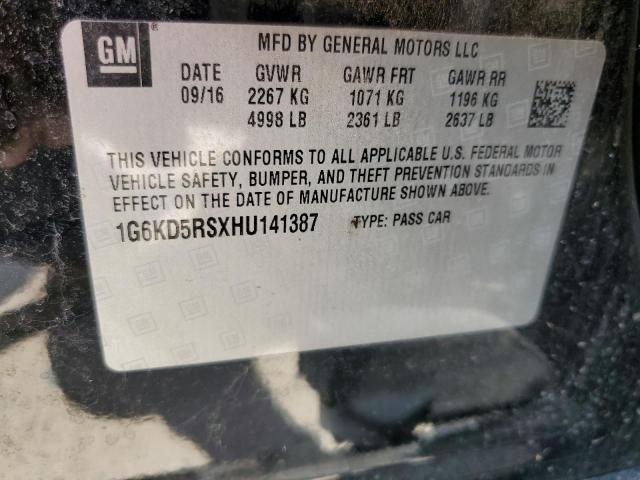 GM
MFD BY GENERAL MOTORS LLC
DATE GVWR GAWR FRT GAWR RR
09/16 2267 KG 1071 KG 1196 KG
4998 LB 2361 LB 2637 LB
THIS VEHICLE CONFORMS TO ALL APPLICABLE U.S. FEDERAL MOTOR
VEHICLE SAFETY, BUMPER, AND THEFT PREVENTION STANDARDS IN
EFFECT ON THE DATE OF MANUFACTURE SHOWN ABOVE.
1G6KD5RSXHU141387 TYPE: PASS CAR